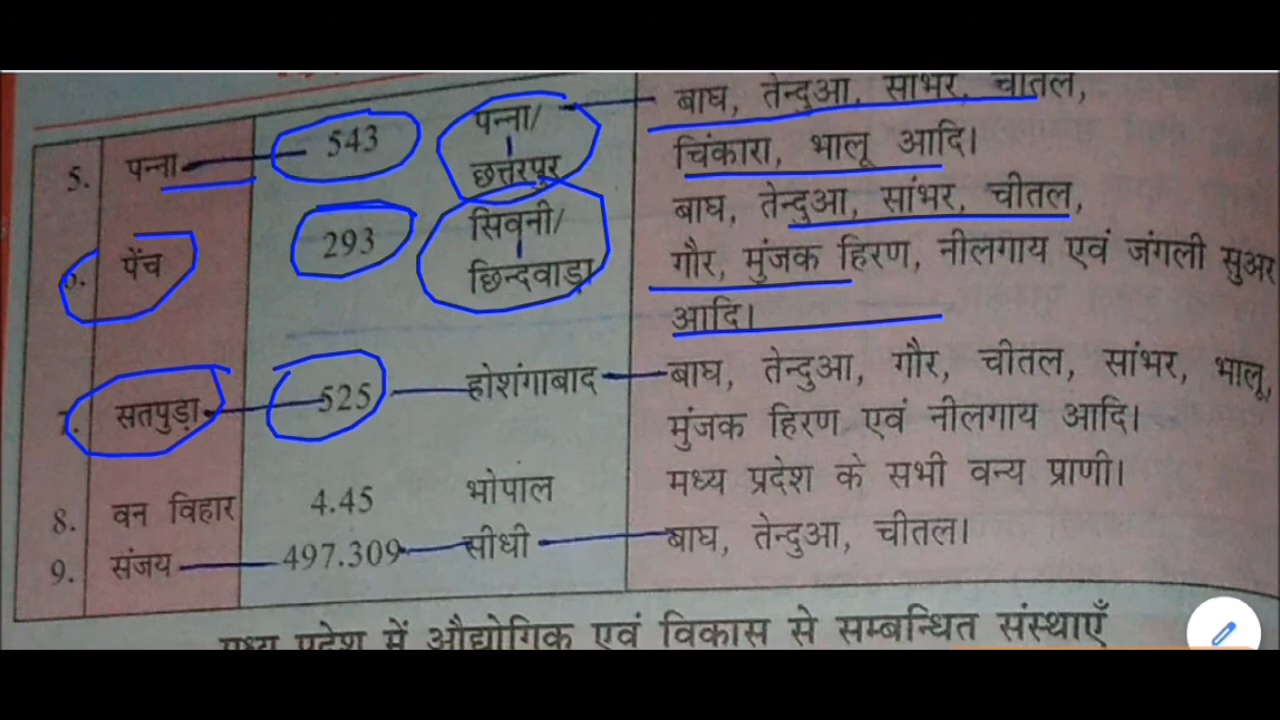 5. पन्ना 543 पन्ना/ बाघ, तेन्दुआ, सांभर, चीतल,
छत्तरपुर चिंकारा, भालू आदि।
6. पेंच 293 सिवनी/ बाघ, तेन्दुआ, सांभर, चीतल,
छिन्दवाड़ा गौर, मुंजक हिरण, नीलगाय एवं जंगली सुअर
आदि।
7. सतपुड़ा 525 होशंगाबाद बाघ, तेन्दुआ, गौर, चीतल, सांभर, भालू,
मुंजक हिरण एवं नीलगाय आदि।
8. वन विहार 4.45 भोपाल मध्य प्रदेश के सभी वन्य प्राणी।
9. संजय 497.309 सीधी बाघ, तेन्दुआ, चीतल।
मध्य प्रदेश में औद्योगिक एवं विकास से सम्बन्धित संस्थाएँ